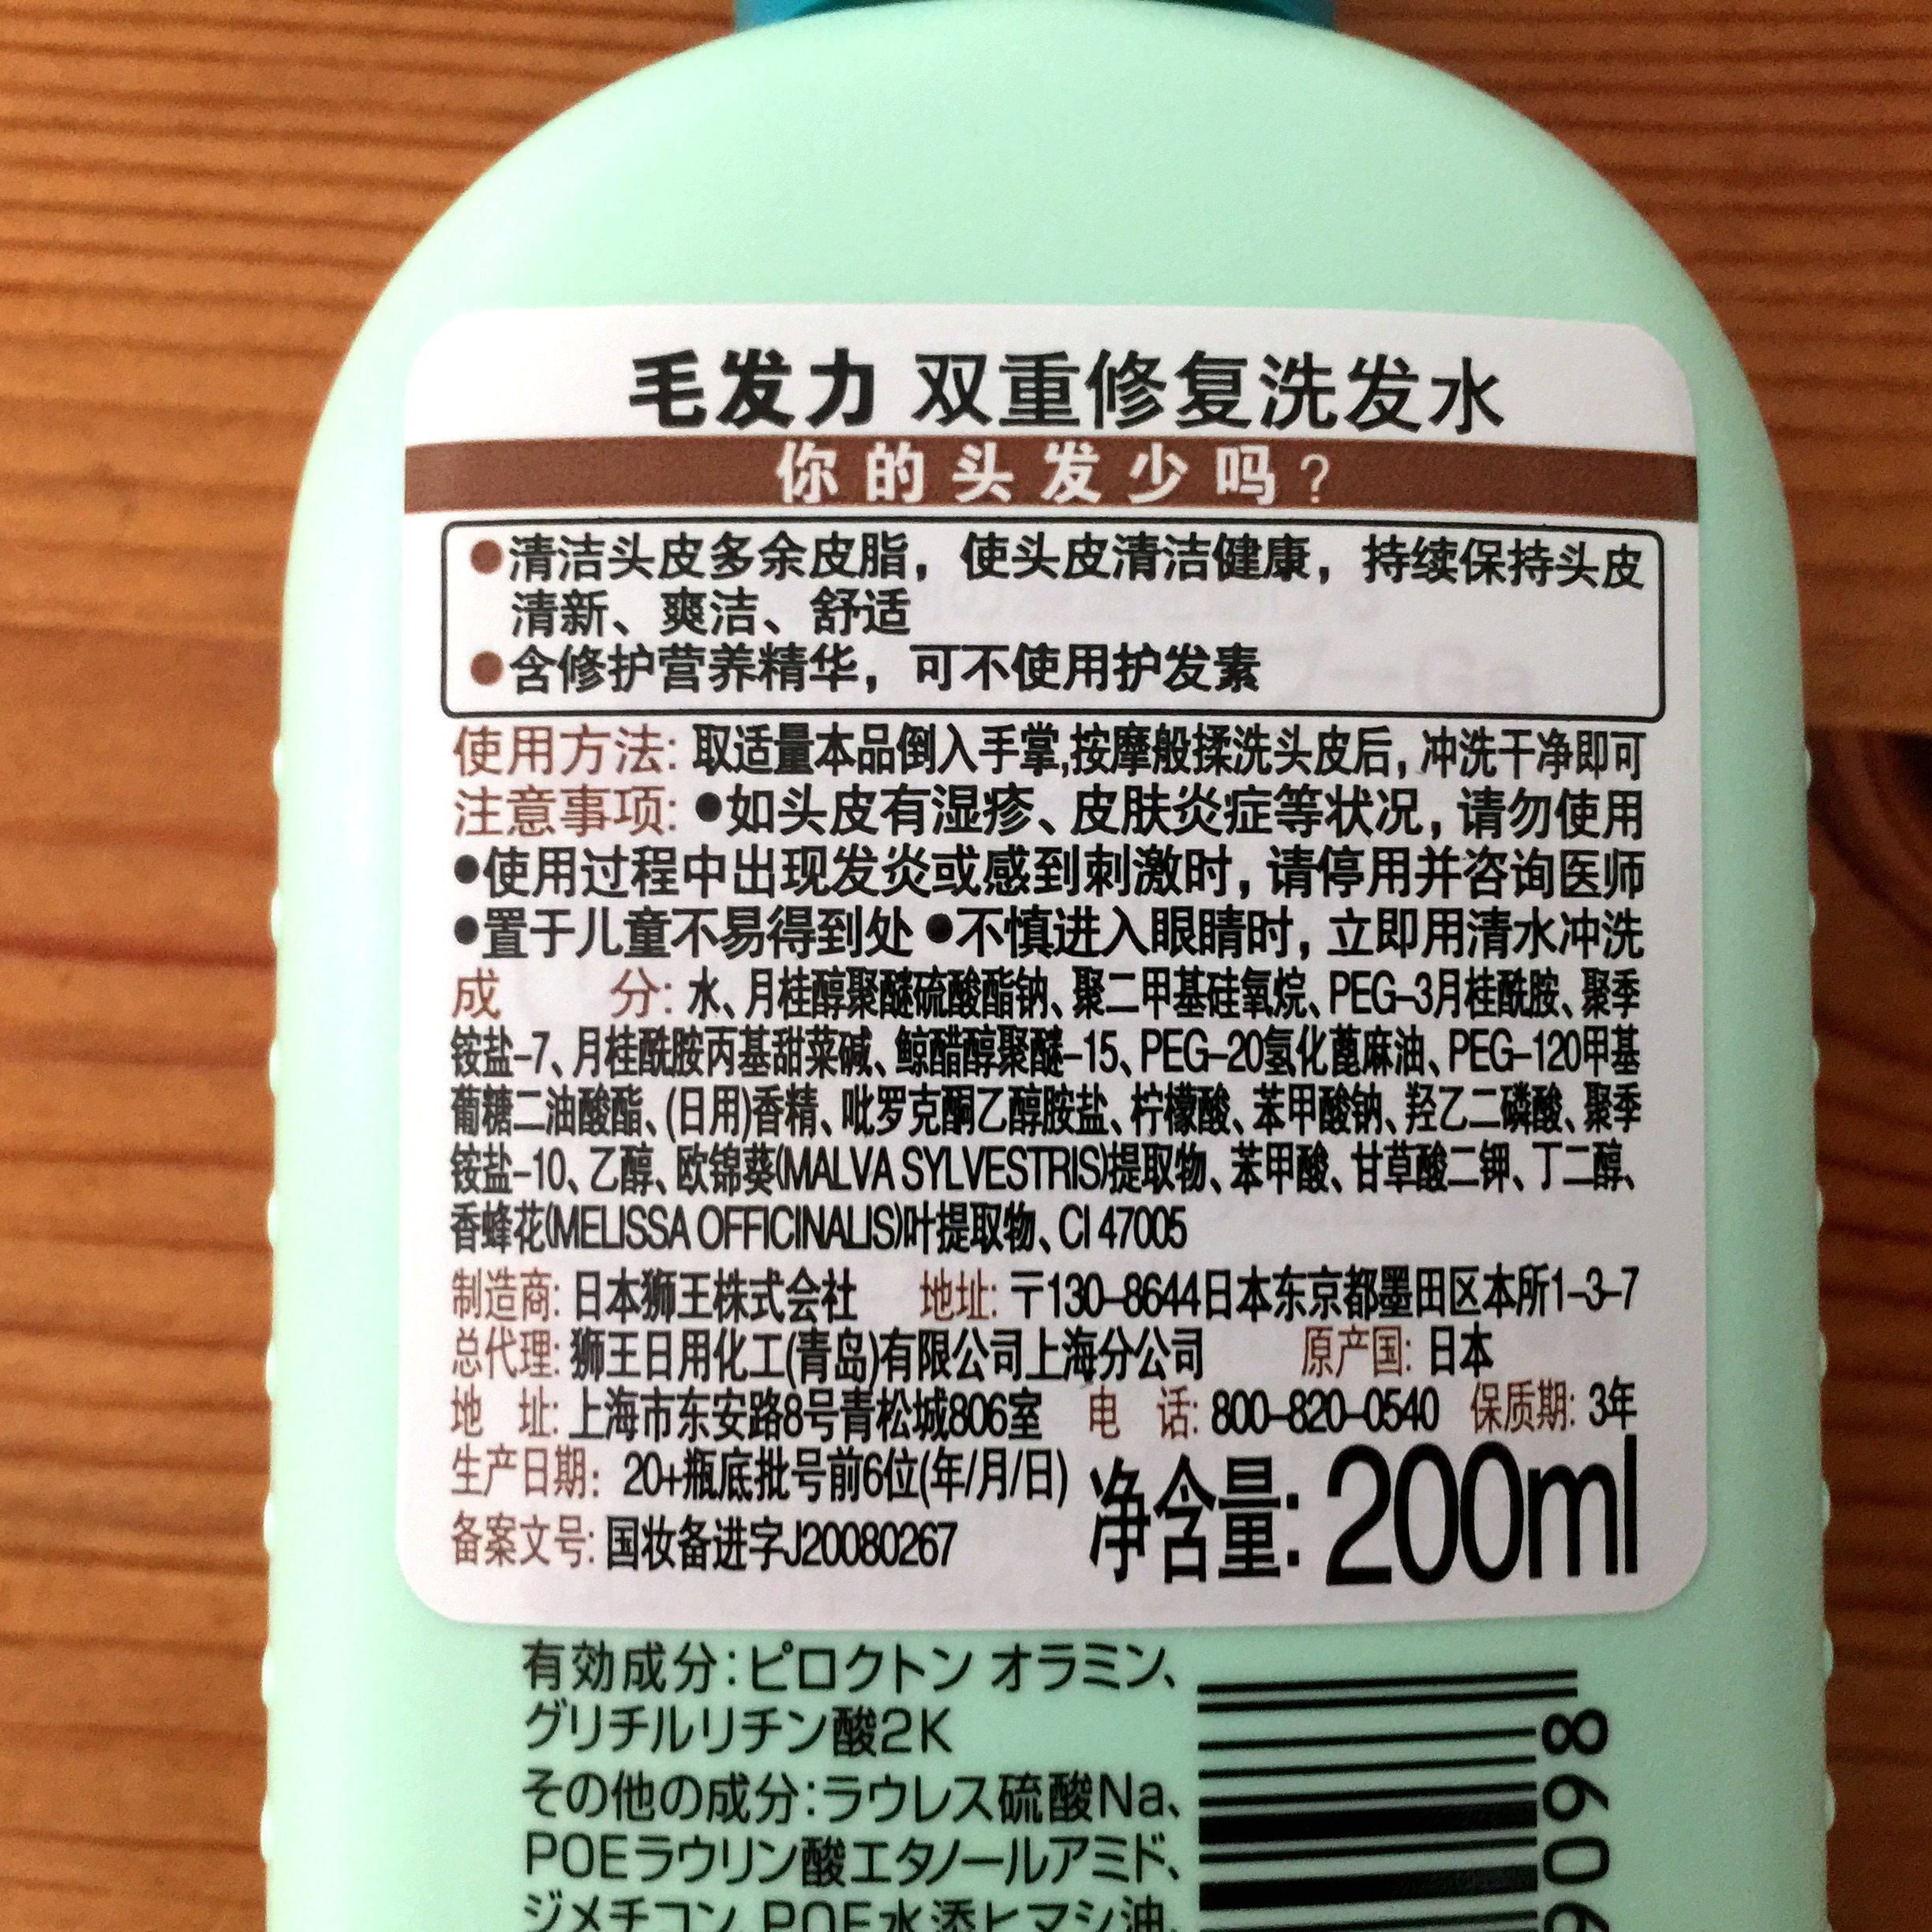 毛发力 双重修复洗发水
你的头发少吗?
●清洁头皮多余皮脂，使头皮清洁健康，持续保持头皮
清新、爽洁、舒适
●含修护营养精华，可不使用护发素
使用方法: 取适量本品倒入手掌,按摩般揉洗头皮后，冲洗干净即可
注意事项: ●如头皮有湿疹、皮肤炎症等状况，请勿使用
●使用过程中出现发炎或感到刺激时，请停用并咨询医师
●置于儿童不易得到处 ●不慎进入眼睛时，立即用清水冲洗
成 分: 水、月桂醇聚醚硫酸酯钠、聚二甲基硅氧烷、PEG-3月桂酰胺、聚季
铵盐-7、月桂酰胺丙基甜菜碱、鲸醋醇聚醚-15、PEG-20氢化蓖麻油、PEG-120甲基
葡糖二油酸酯、(日用)香精、吡罗克酮乙醇胺盐、柠檬酸、苯甲酸钠、羟乙二磷酸、聚季
铵盐-10、乙醇、欧锦葵(MALVA SYLVESTRIS)提取物、苯甲酸、甘草酸二钾、丁二醇、
香蜂花(MELISSA OFFICINALIS)叶提取物、CI 47005
制造商: 日本狮王株式会社 地址: 〒130-8644日本东京都墨田区本所1-3-7
总代理: 狮王日用化工(青岛)有限公司上海分公司 原产国: 日本
地 址: 上海市东安路8号青松城806室 电 话: 800-820-0540 保质期: 3年
生产日期: 20+瓶底批号前6位(年/月/日)
备案文号: 国妆备进字J20080267
净含量: 200ml
有効成分:ピロクトン オラミン、
グリチルリチン酸2K
その他の成分:ラウレス硫酸Na、
POEラウリン酸エタノールアミド、
ジメチコン、POE水添ヒマシ油、
8609